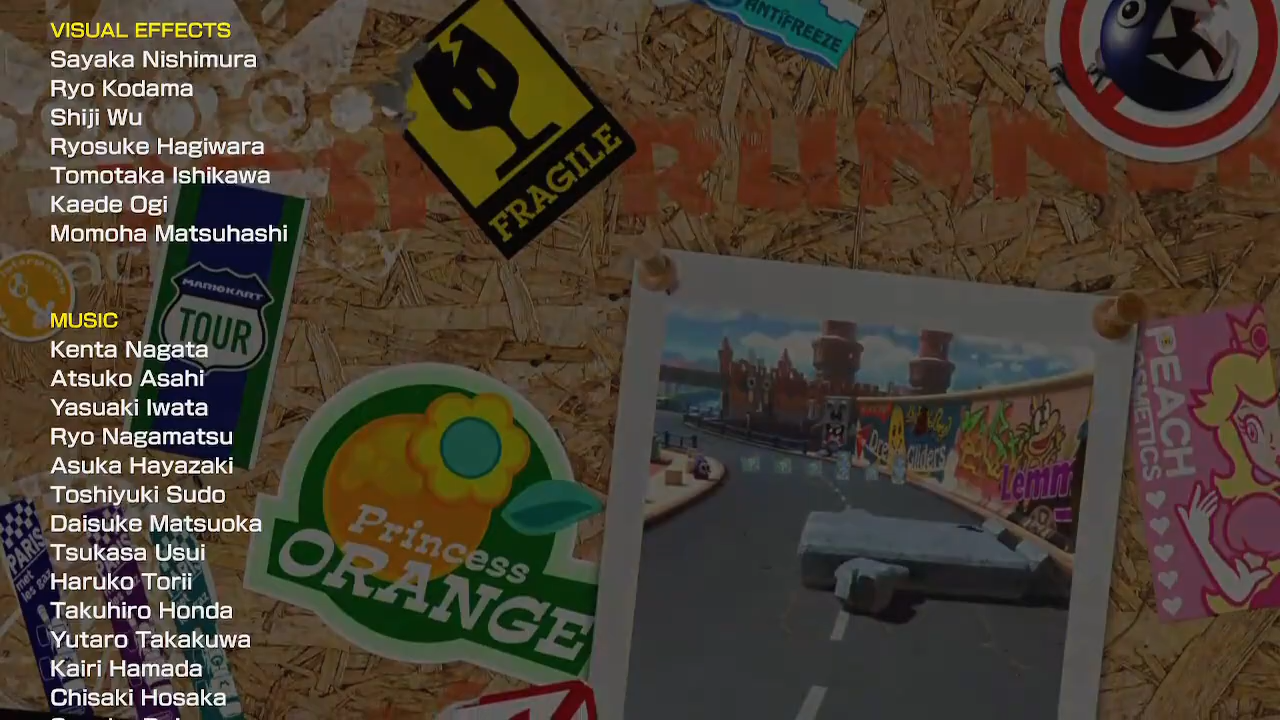 VISUAL EFFECTS
Sayaka Nishimura
Ryo Kodama
Shiji Wu
Ryosuke Hagiwara
Tomotaka Ishikawa
Kaede Ogi
Momoha Matsuhashi
MUSIC
Kenta Nagata
Atsuko Asahi
Yasuaki Iwata
Ryo Nagamatsu
Asuka Hayazaki
Toshiyuki Sudo
Daisuke Matsuoka
Tsukasa Usui
Haruko Torii
Takuhiro Honda
Yutaro Takakuwa
Kairi Hamada
Chisaki Hosaka
ANTIFREEZE
FRAGILE
MARIOKART
TOUR
Princess
ORANGE
PEACH
PARIS
Lemm